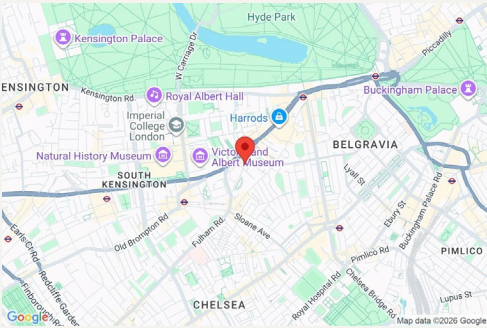 Hyde Park
Kensington Palace
W Carriage Dr
Piccadilly
ENSINGTON
Kensington Rd
Royal Albert Hall
Buckingham Palace
Imperial
College
London
Harrods
BELGRAVIA
Natural History Museum
Victoria and
Albert Museum
SOUTH
KENSINGTON
Lyall St
Ebury St
Buckingham Palace Rd
Old Brompton Rd
Fulham Rd.
Sloane Ave
Earls Ct Rd
Redcliffe Gardens
Finborough Rd
Pimlico Rd
PIMLICO
Chelsea Bridge Rd
Royal Hospital Rd
Lupus St
CHELSEA
Google
Map data ©2026 Google